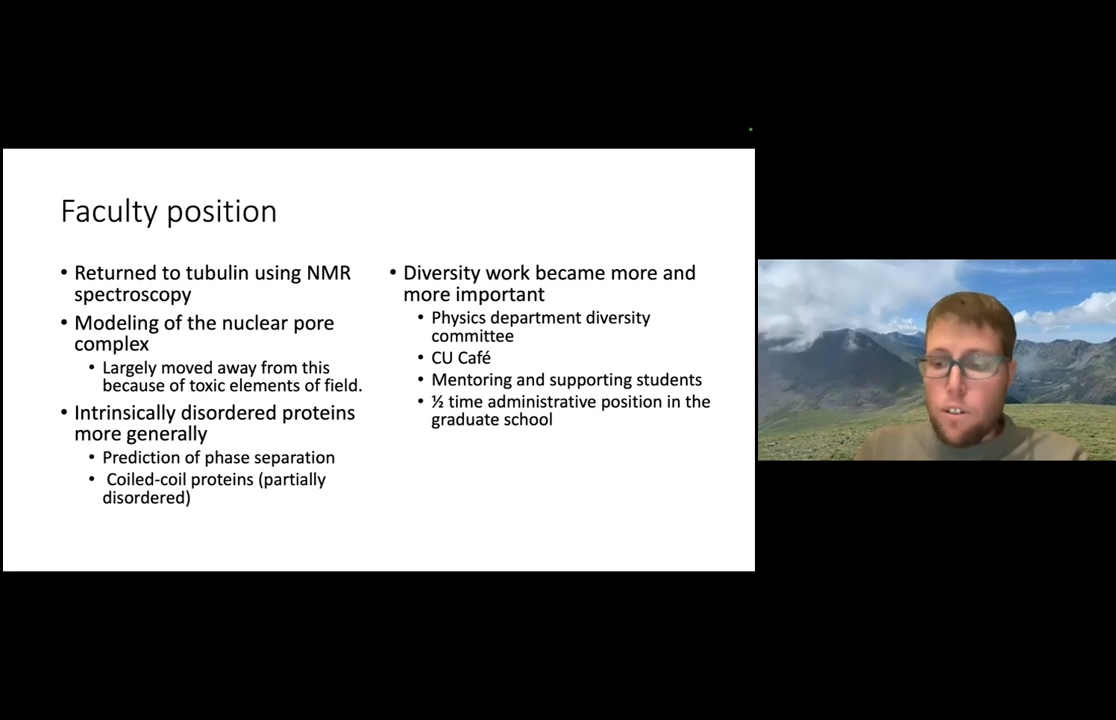 Faculty position
• Returned to tubulin using NMR
spectroscopy
• Modeling of the nuclear pore
complex
• Largely moved away from this
because of toxic elements of field.
• Intrinsically disordered proteins
more generally
• Prediction of phase separation
• Coiled-coil proteins (partially
disordered)
• Diversity work became more and
more important
• Physics department diversity
committee
• CU Café
• Mentoring and supporting students
• ½ time administrative position in the
graduate school